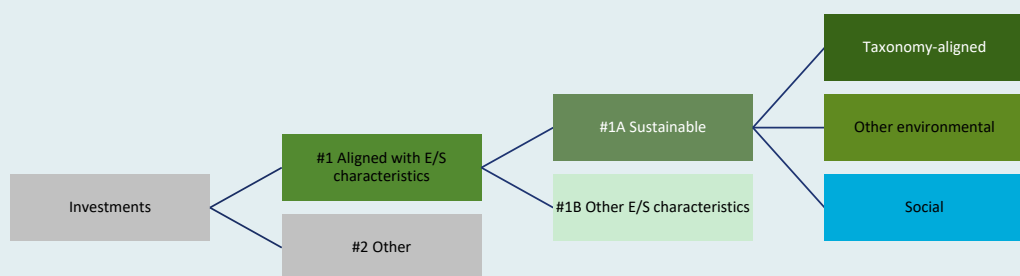 Taxonomy-aligned
#1A Sustainable
Other environmental
#1 Aligned with E/S
characteristics
Investments
#1B Other E/S characteristics
Social
#2 Other